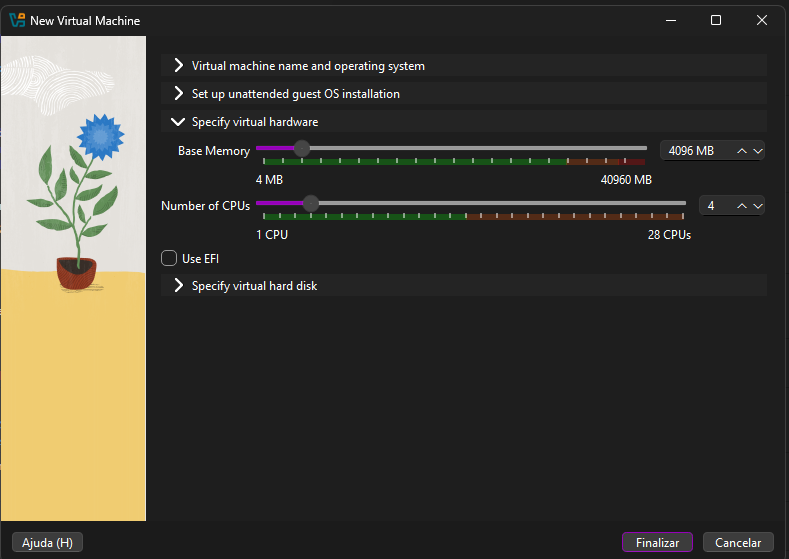 New Virtual Machine
Virtual machine name and operating system
Set up unattended guest OS installation
Specify virtual hardware
Base Memory
4096 MB
4 MB
40960 MB
Number of CPUs
4
1 CPU
28 CPUs
Use EFI
Specify virtual hard disk
Ajuda (H)
Finalizar
Cancelar